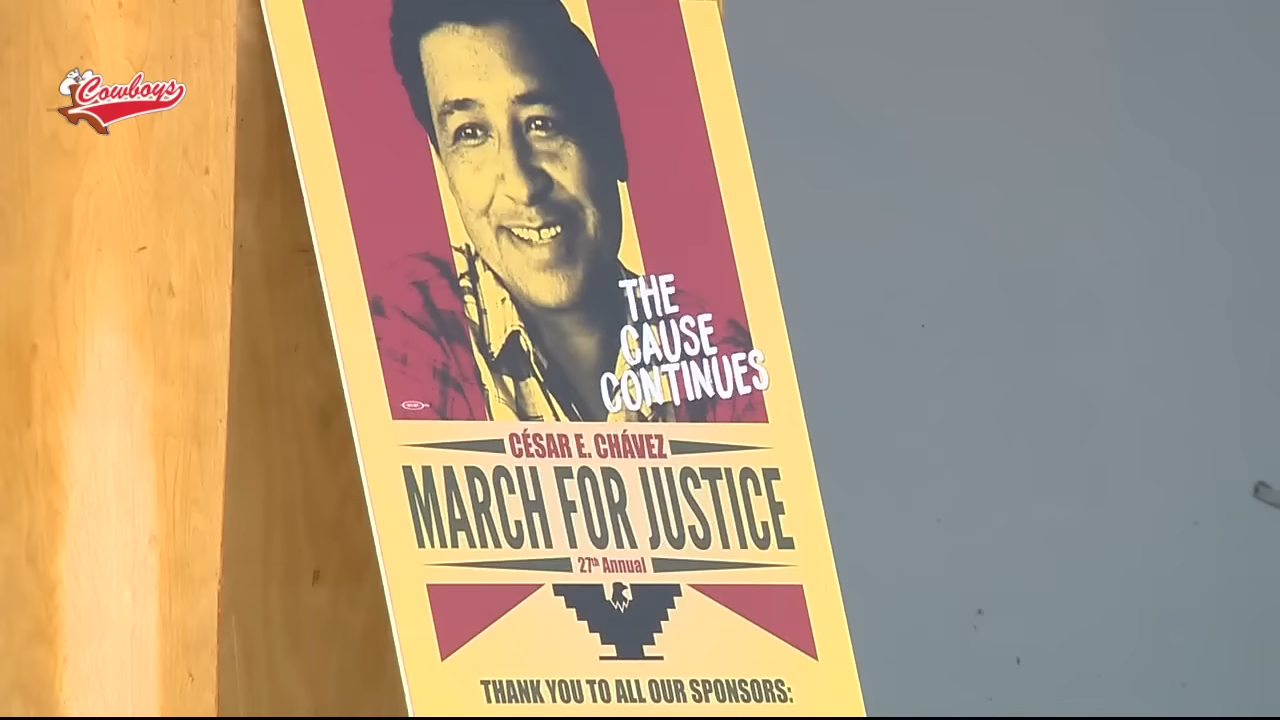 Cowboys
THE
CAUSE
CONTINUES
CÉSAR E. CHÁVEZ
MARCH FOR JUSTICE
27th Annual
THANK YOU TO ALL OUR SPONSORS: